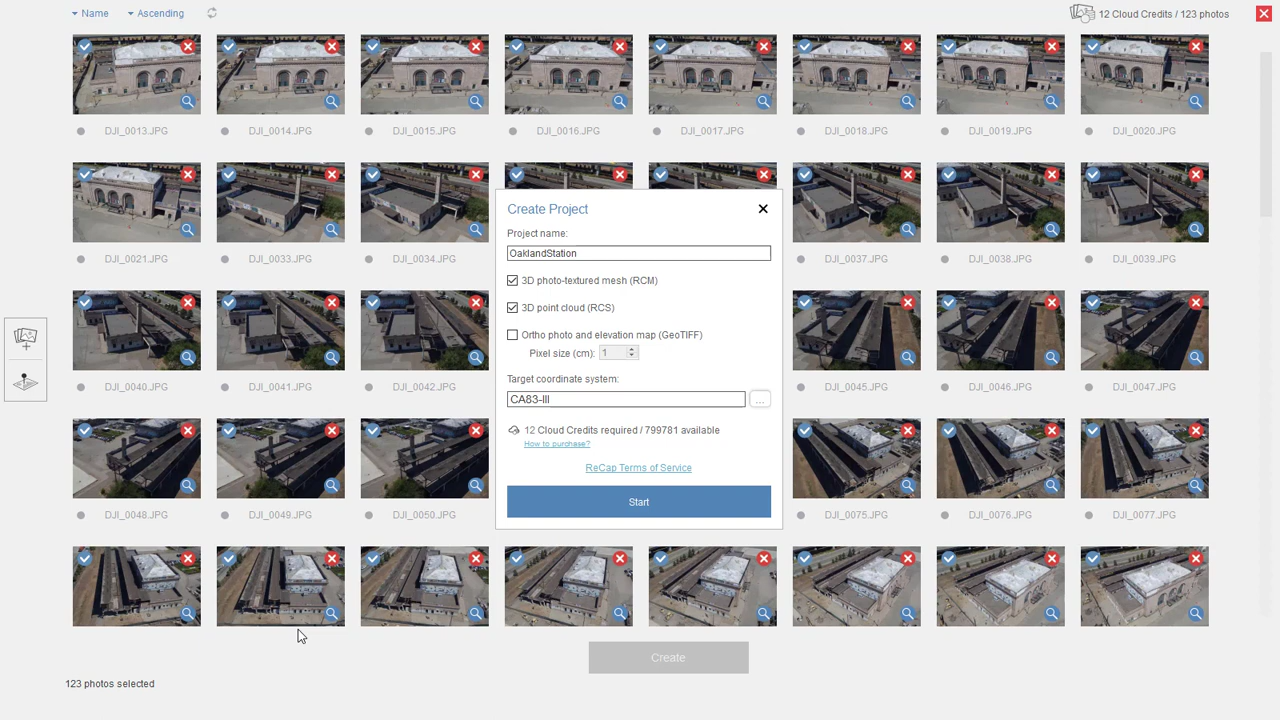 Name
Ascending
12 Cloud Credits / 123 photos
DJI_0013.JPG
DJI_0014.JPG
DJI_0015.JPG
DJI_0016.JPG
DJI_0017.JPG
DJI_0018.JPG
DJI_0019.JPG
DJI_0020.JPG
DJI_0021.JPG
DJI_0033.JPG
DJI_0034.JPG
DJI_0037.JPG
DJI_0038.JPG
DJI_0039.JPG
DJI_0040.JPG
DJI_0041.JPG
DJI_0042.JPG
DJI_0045.JPG
DJI_0046.JPG
DJI_0047.JPG
DJI_0048.JPG
DJI_0049.JPG
DJI_0050.JPG
DJI_0075.JPG
DJI_0076.JPG
DJI_0077.JPG
Create Project
Project name:
OaklandStation
3D photo-textured mesh (RCM)
3D point cloud (RCS)
Ortho photo and elevation map (GeoTIFF)
Pixel size (cm): 1
Target coordinate system:
CA83-III
...
12 Cloud Credits required / 799781 available
How to purchase?
ReCap Terms of Service
Start
Create
123 photos selected